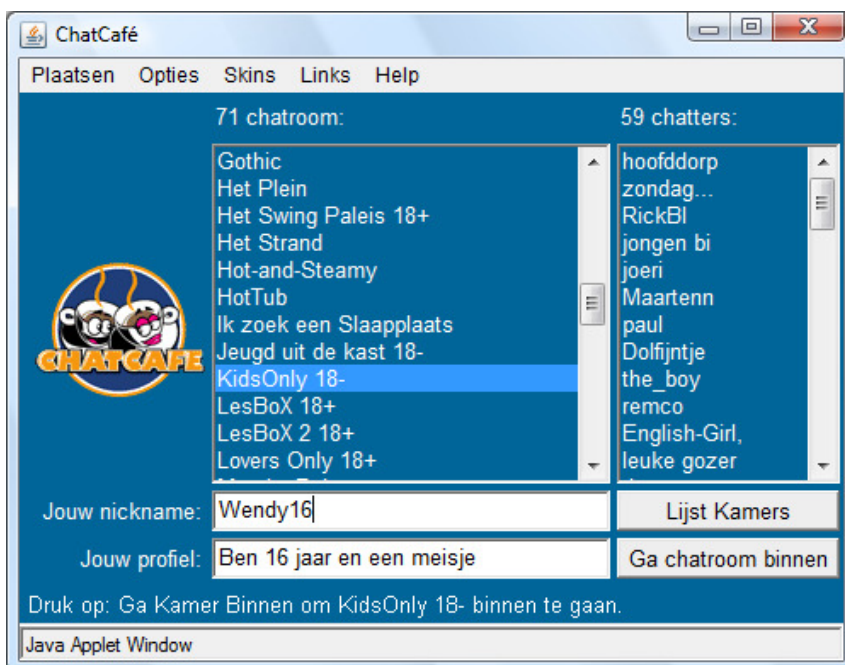 ChatCafé
Plaatsen Opties Skins Links Help
71 chatroom:
Gothic
Het Plein
Het Swing Paleis 18+
Het Strand
Hot-and-Steamy
HotTub
Ik zoek een Slaapplaats
Jeugd uit de kast 18-
KidsOnly 18-
LesBoX 18+
LesBoX 2 18+
Lovers Only 18+
59 chatters:
hoofddorp
zondag...
RickBl
jongen bi
joeri
Maartenn
paul
Dolfijntje
the_boy
remco
English-Girl,
leuke gozer
CHATCAFE
Jouw nickname: Wendy16
Lijst Kamers
Jouw profiel: Ben 16 jaar en een meisje
Ga chatroom binnen
Druk op: Ga Kamer Binnen om KidsOnly 18- binnen te gaan.
Java Applet Window